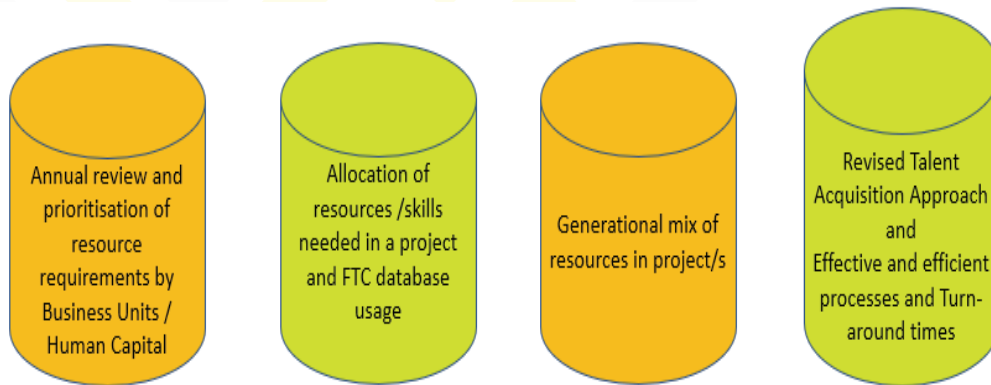 Annual review and
prioritisation of
resource
requirements by
Business Units /
Human Capital
Allocation of
resources /skills
needed in a project
and FTC database
usage
Generational mix of
resources in project/s
Revised Talent
Acquisition Approach
and
Effective and efficient
processes and Turn-
around times